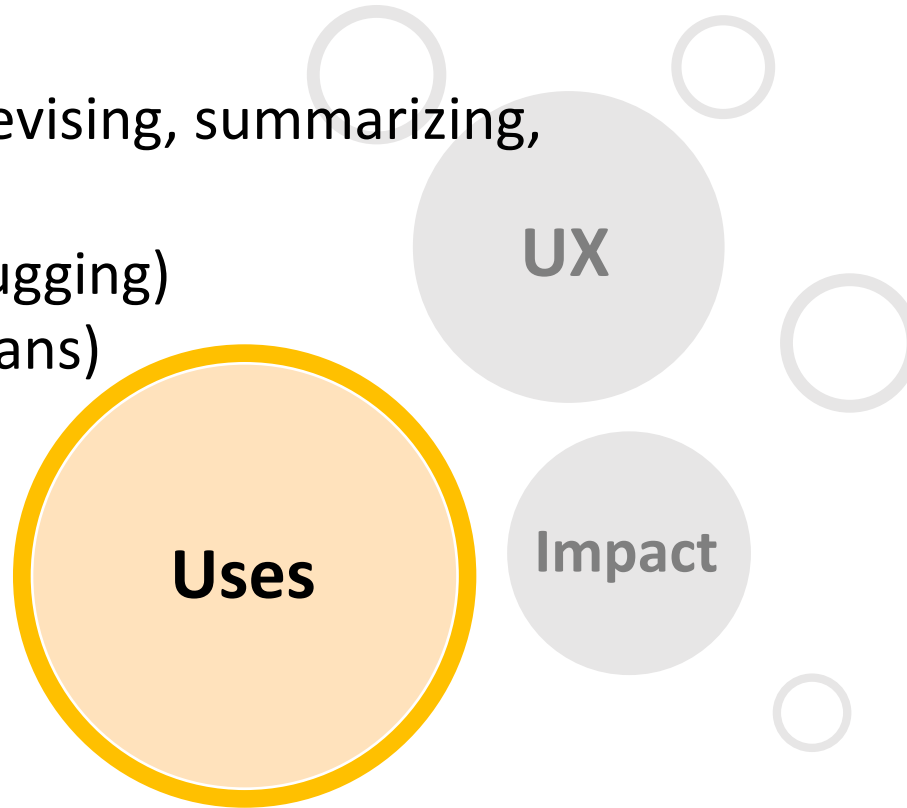 evising, summarizing,
UX
ugging)
ans)
Impact
Uses